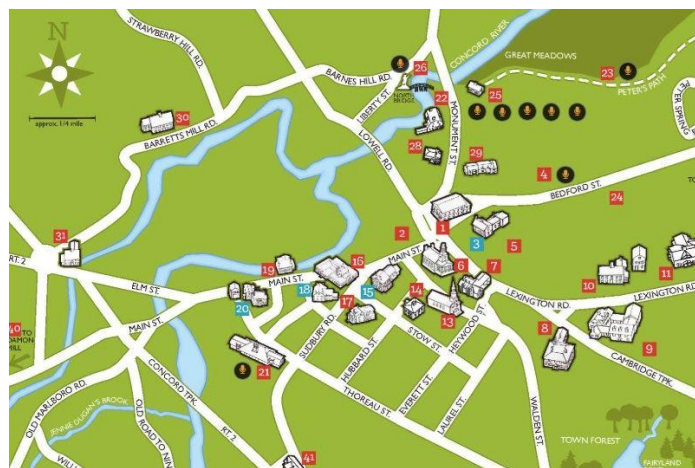 N
approx. 1/4 mile
STRAWBERRY HILL RD.
BARNES HILL RD.
LIBERTY ST.
26
NORTH
BRIDGE
CONCORD RIVER
GREAT MEADOWS
23
PETER'S PATH
PETER SPRING
22
25
30
BARRETTS MILL RD.
LOWELL RD.
MONUMENT ST.
28
29
4
BEDFORD ST.
24
31
RT. 2
2
1
3
5
MAIN ST.
19
16
MAIN ST.
6
7
10
11
ELM ST.
20
18
17
15
14
13
LEXINGTON RD.
LEXINGTON RD.
8
9
CAMBRIDGE TPK.
40
MAIN ST.
SUDBURY RD.
HUBBARD ST.
STOW ST.
HEYWOOD ST.
21
THOREAU ST.
EVERETT ST.
LAUREL ST.
WALDEN ST.
OLD MARLBORO RD.
CONCORD TPK.
RT. 2
JENNIE DUGAN'S BROOK
OLD ROAD TO NIN
41
TOWN FOREST
FAIRYLAND